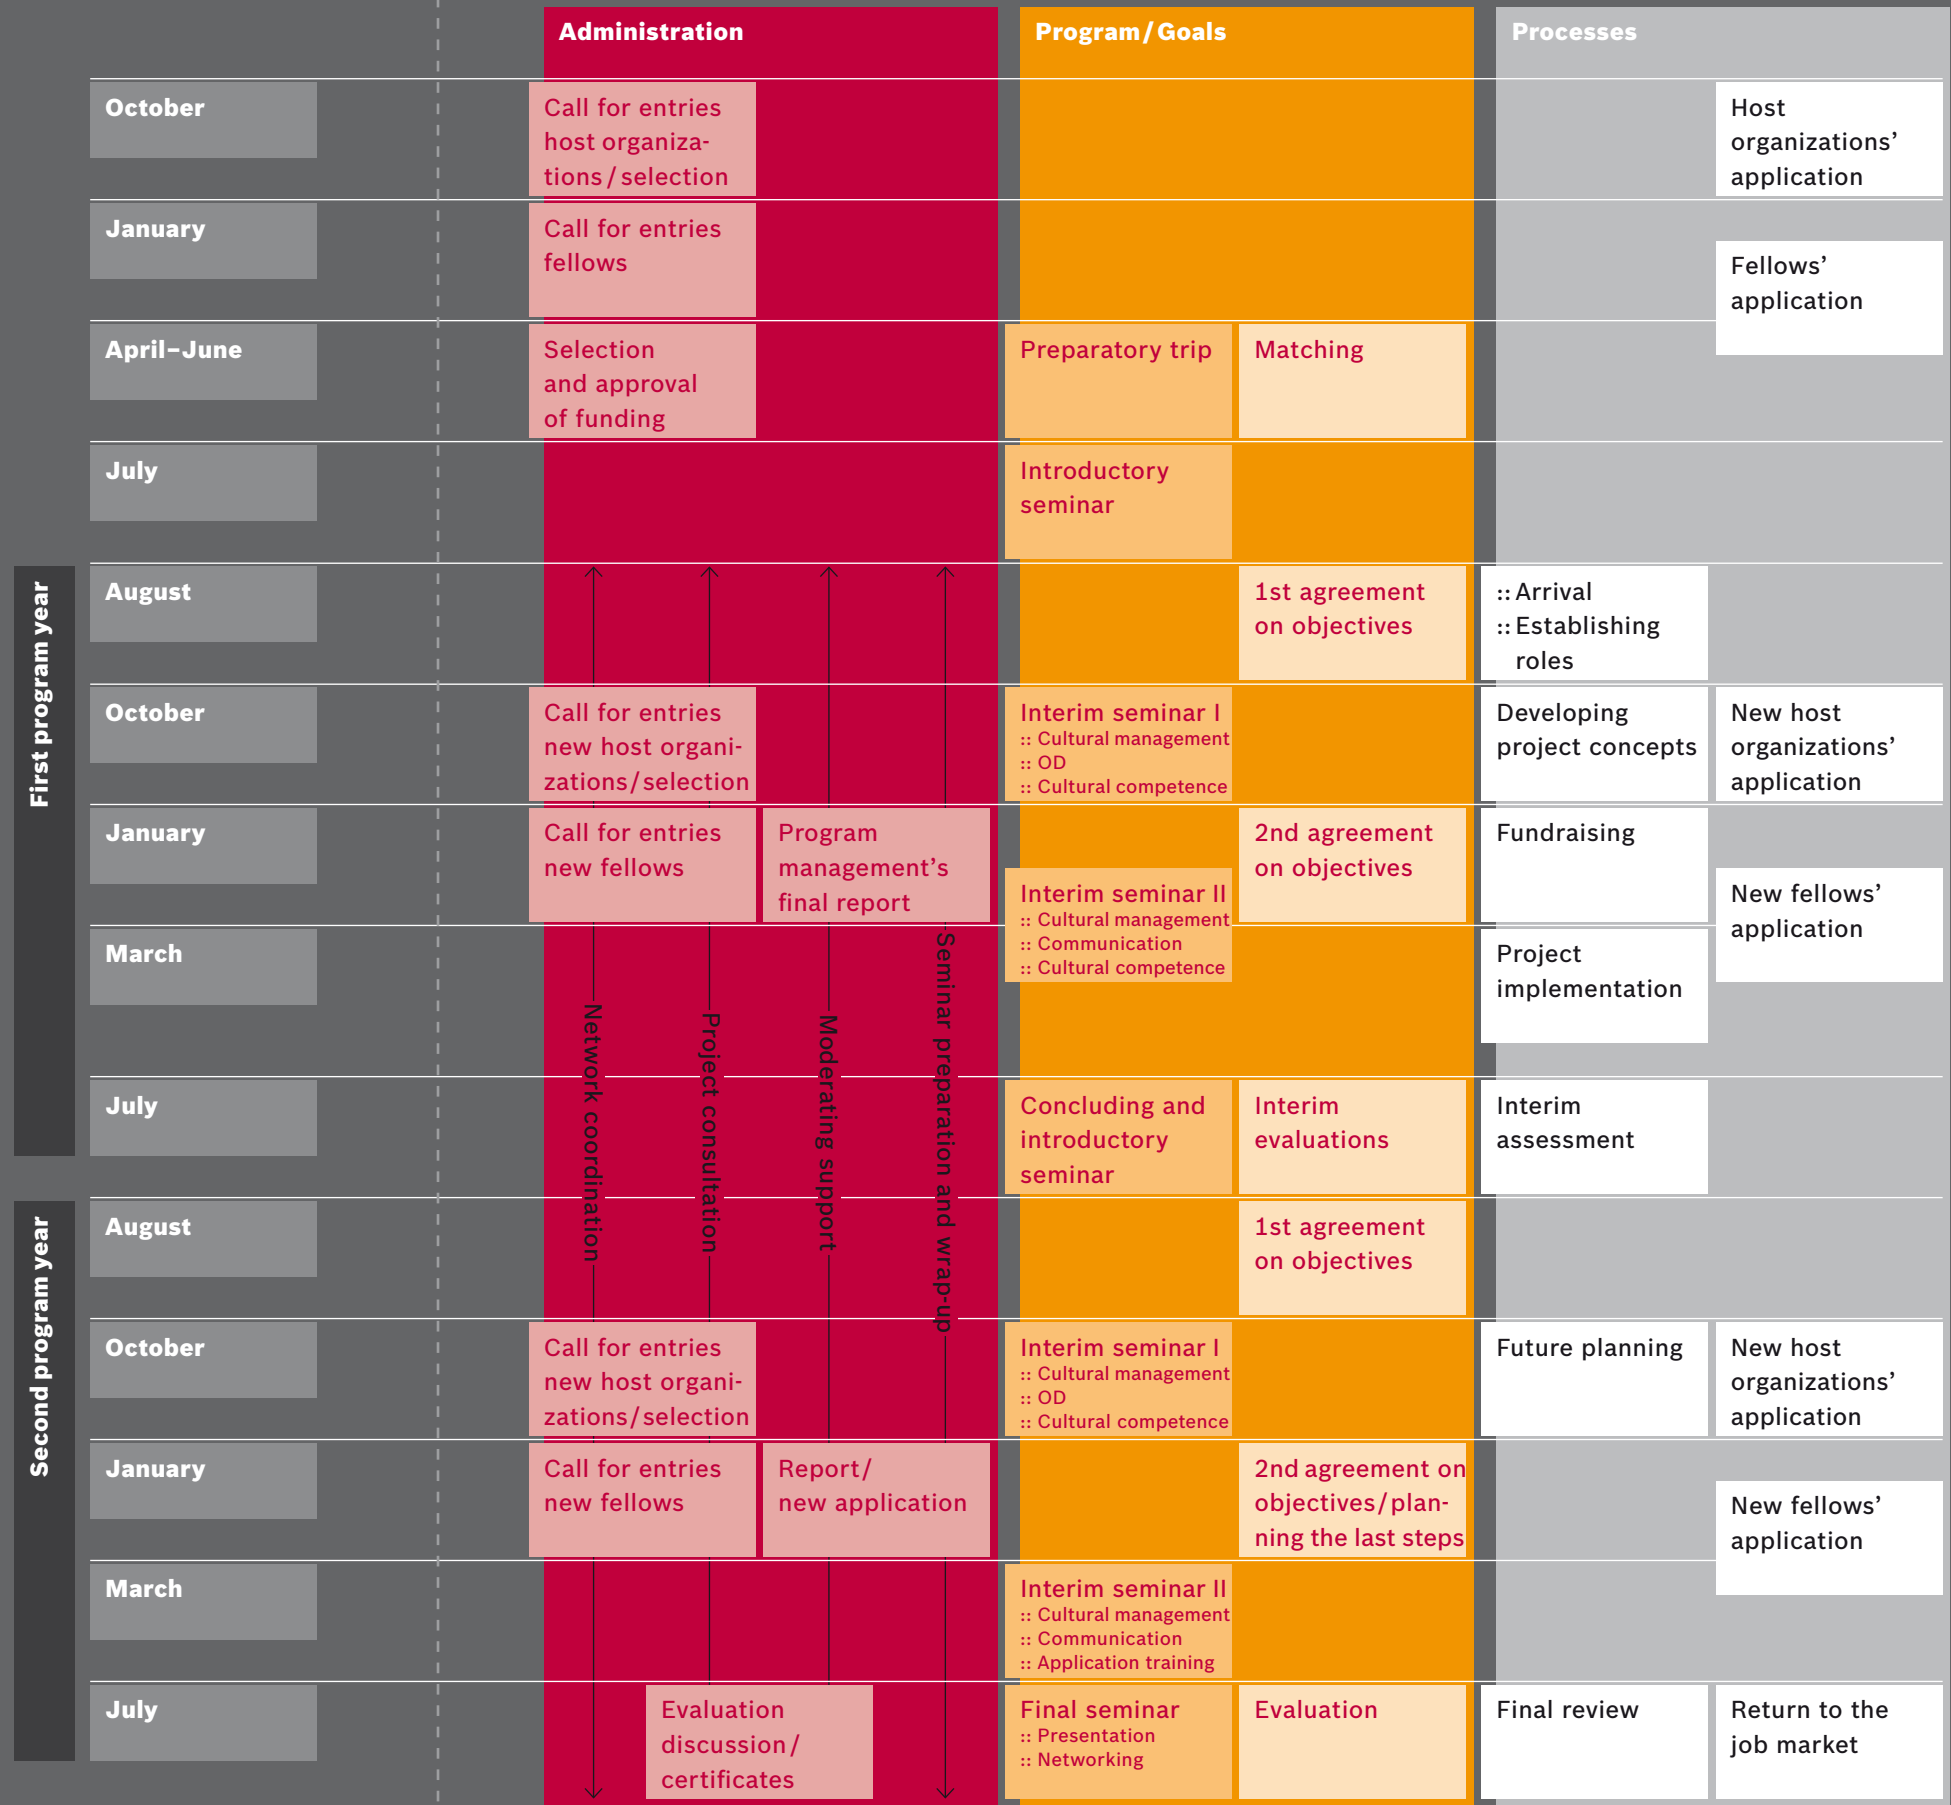 Administration
Program/Goals
Processes
October
Call for entries
host organiza-
tions/selection
Host
organizations’
application
January
Call for entries
fellows
Fellows’
application
April–June
Selection
and approval
of funding
Preparatory trip
Matching
July
Introductory
seminar
First program year
August
1st agreement
on objectives
:: Arrival
:: Establishing
roles
October
Call for entries
new host organi-
zations/selection
Interim seminar I
:: Cultural management
:: OD
:: Cultural competence
Developing
project concepts
New host
organizations’
application
January
Call for entries
new fellows
Program
management’s
final report
2nd agreement
on objectives
Fundraising
Interim seminar II
:: Cultural management
:: Communication
:: Cultural competence
New fellows’
application
March
Project
implementation
Network coordination
Project consultation
Moderating support
Seminar preparation and wrap-up
July
Concluding and
introductory
seminar
Interim
evaluations
Interim
assessment
Second program year
August
1st agreement
on objectives
October
Call for entries
new host organi-
zations/selection
Interim seminar I
:: Cultural management
:: OD
:: Cultural competence
Future planning
New host
organizations’
application
January
Call for entries
new fellows
Report/
new application
2nd agreement on
objectives/plan-
ning the last steps
New fellows’
application
March
Interim seminar II
:: Cultural management
:: Communication
:: Application training
July
Evaluation
discussion/
certificates
Final seminar
:: Presentation
:: Networking
Evaluation
Final review
Return to the
job market